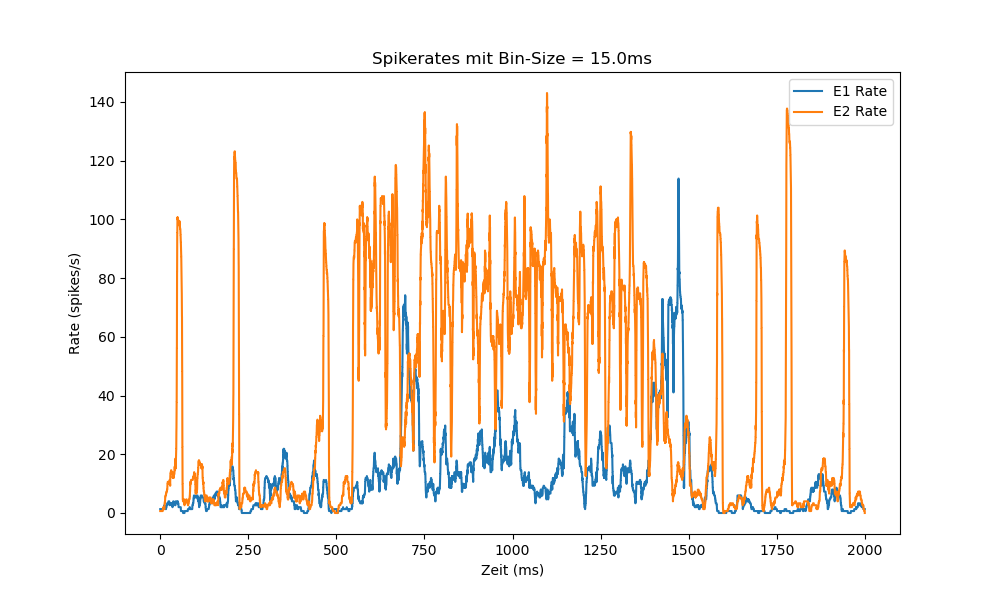 Spikerates mit Bin-Size = 15.0ms
E1 Rate
E2 Rate
140
120
100
80
60
40
20
0
Rate (spikes/s)
0 250 500 750 1000 1250 1500 1750 2000
Zeit (ms)